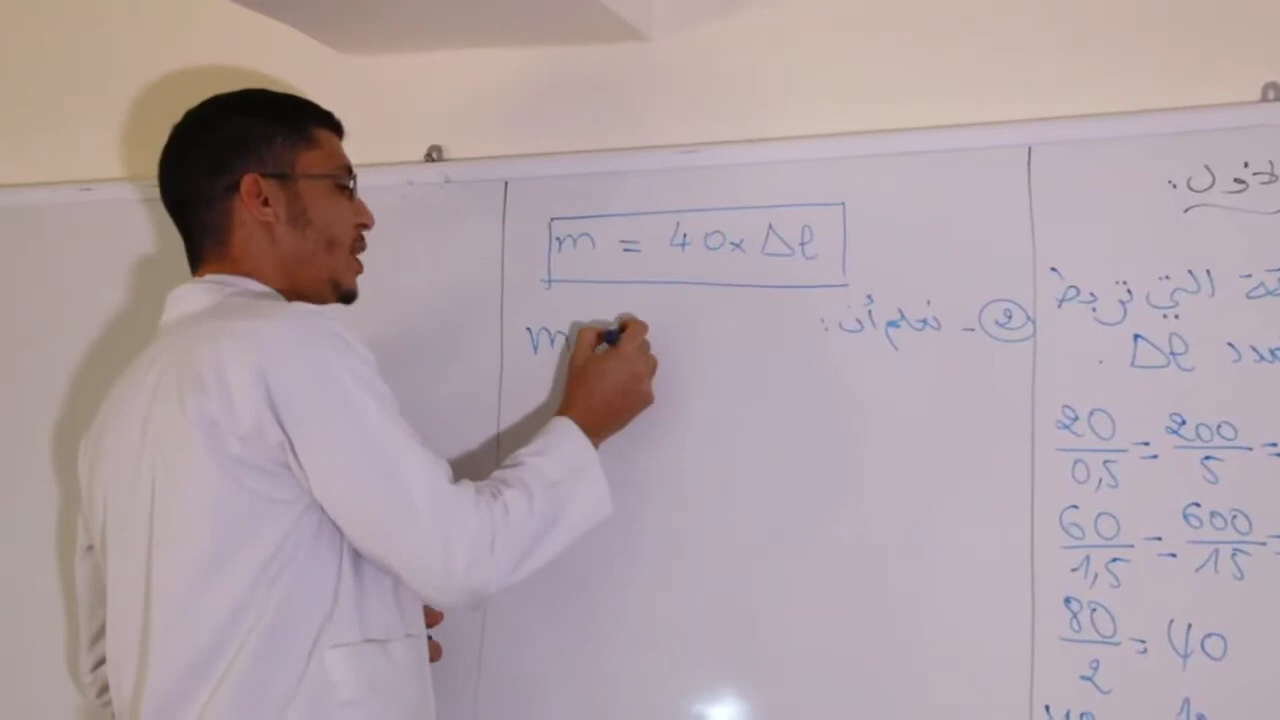 التي تربط
Δl .
20/0,5 = 200/5 =
60/1,5 = 600/15 =
80/2 = 40
m = 40 x Δl
2 - نعلم أن :
m